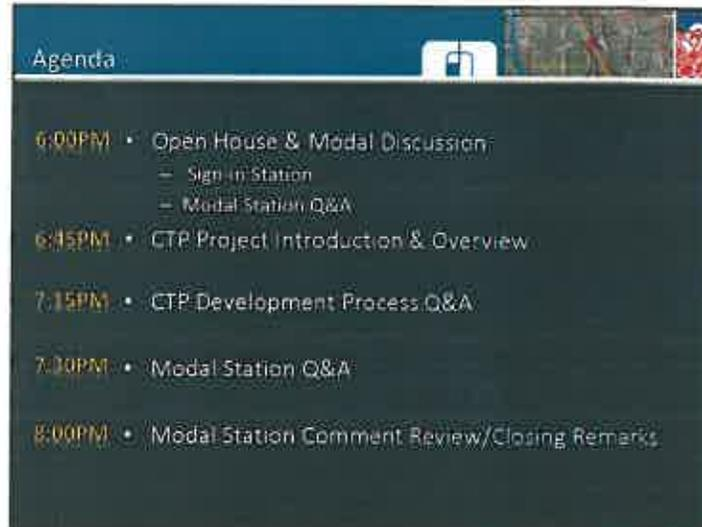 Agenda
6:00PM • Open House & Modal Discussion
– Sign-in Station
– Modal Station Q&A
6:45PM • CTP Project Introduction & Overview
7:15PM • CTP Development Process Q&A
7:30PM • Modal Station Q&A
8:00PM • Modal Station Comment Review/Closing Remarks